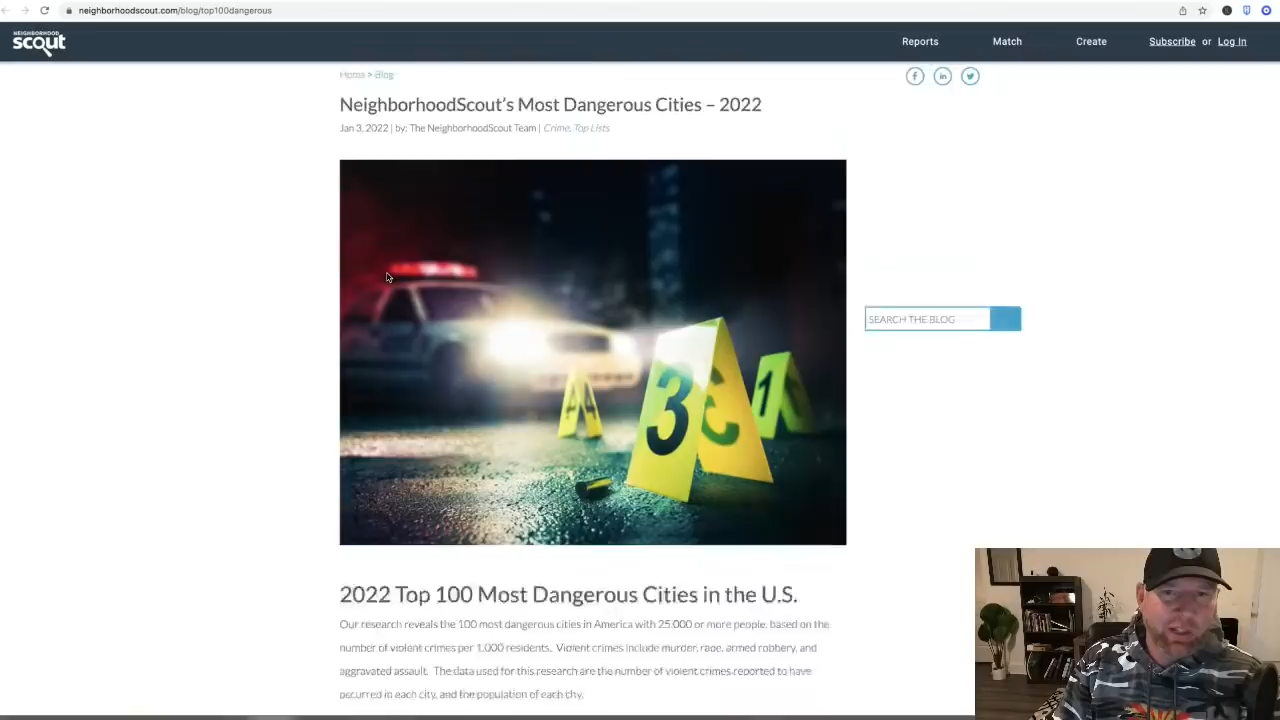 neighborhoodscout.com/blog/top100dangerous
NEIGHBORHOOD
scout
Reports
Match
Create
Subscribe or Log In
Home > Blog
NeighborhoodScout's Most Dangerous Cities – 2022
Jan 3, 2022 | by: The NeighborhoodScout Team | Crime, Top Lists
SEARCH THE BLOG
3
1
2022 Top 100 Most Dangerous Cities in the U.S.
Our research reveals the 100 most dangerous cities in America with 25,000 or more people, based on the
number of violent crimes per 1,000 residents. Violent crimes include murder, rape, armed robbery, and
aggravated assault. The data used for this research are the number of violent crimes reported to have
occurred in each city, and the population of each city.